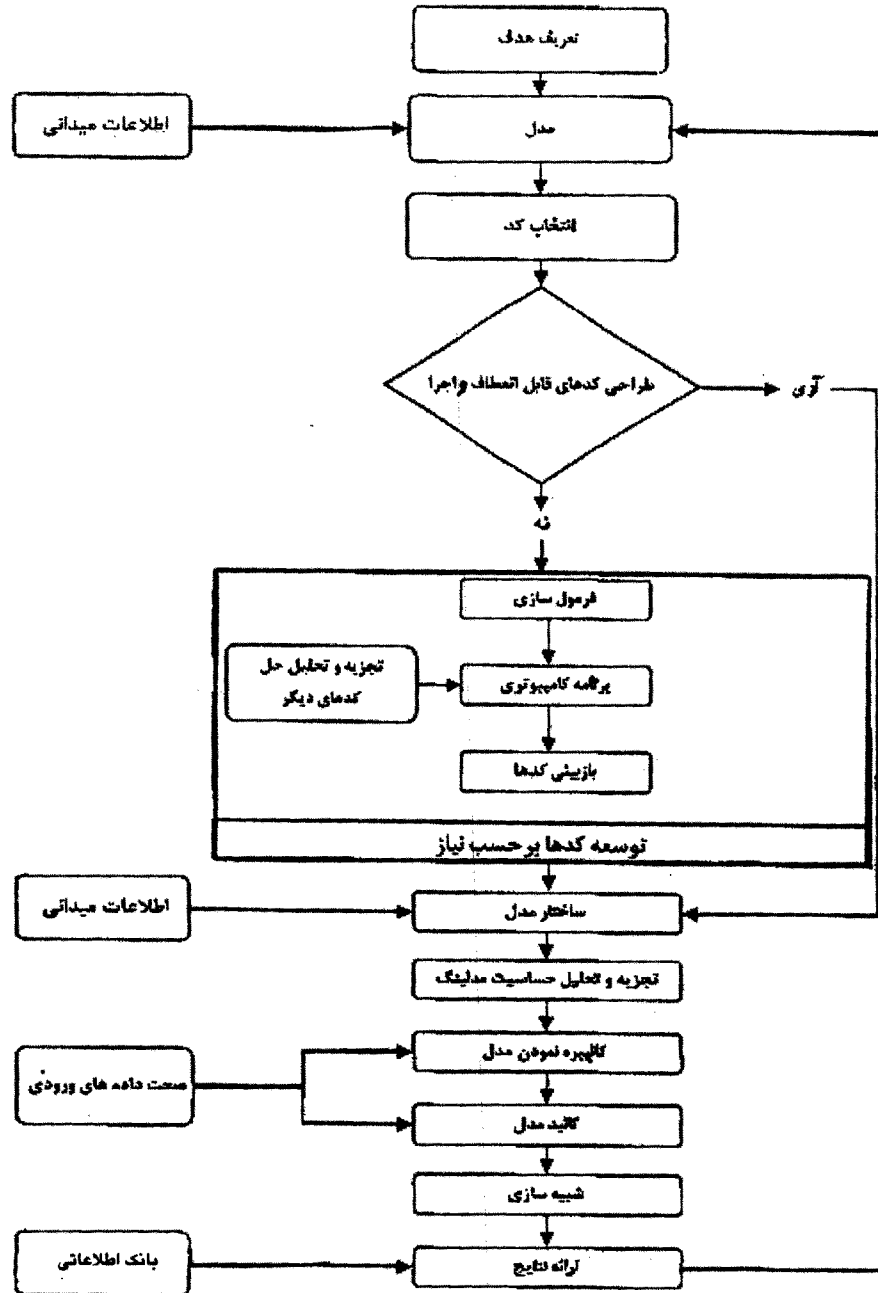 تعریف هدف
مدل
اطلاعات میدانی
انتخاب کد
طراحی کدهای قابل انعطاف واجرا
آری
نه
فرمول سازی
تجزیه و تحلیل حل
کدهای دیگر
برنامه کامپیوتری
بازبینی کدها
توسعه کدها بر حسب نیاز
ساختار مدل
اطلاعات میدانی
تجزیه و تحلیل حساسیت مدلینگ
کالیبره نمودن مدل
صحت داده های ورودی
مدل
شبیه سازی
ارائه نتایج
بانک اطلاعاتی